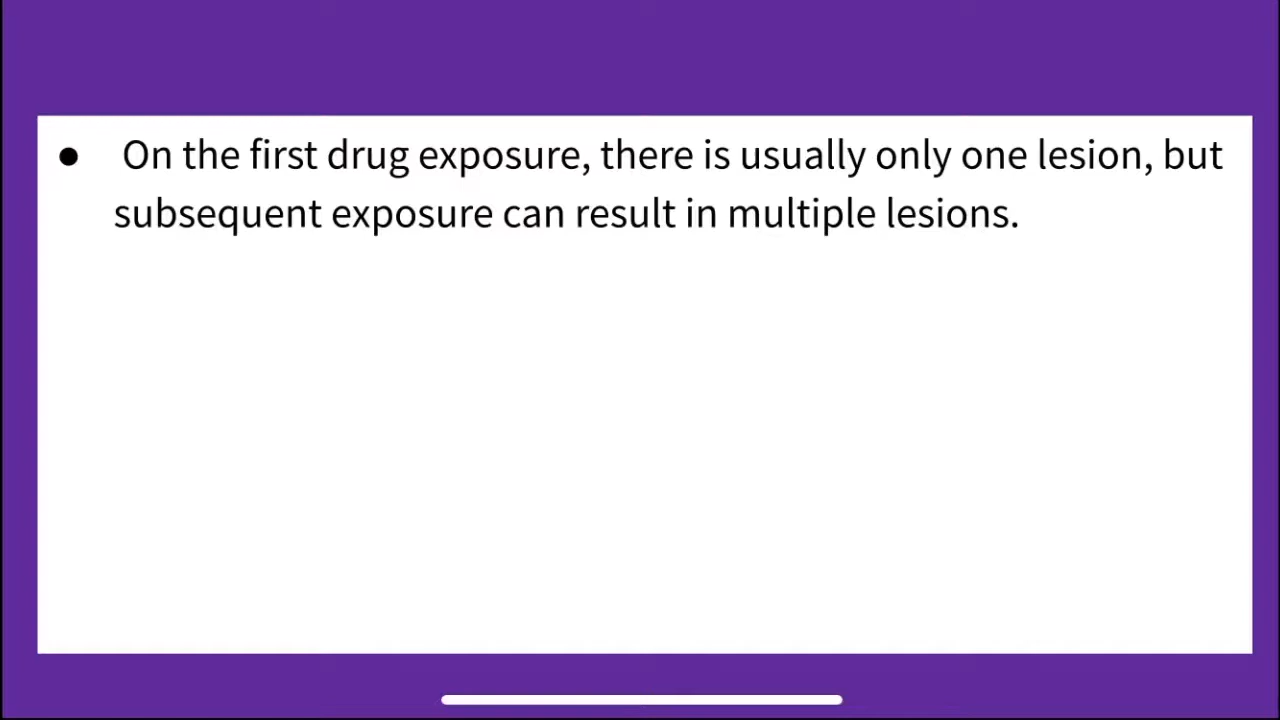 ● On the first drug exposure, there is usually only one lesion, but
subsequent exposure can result in multiple lesions.